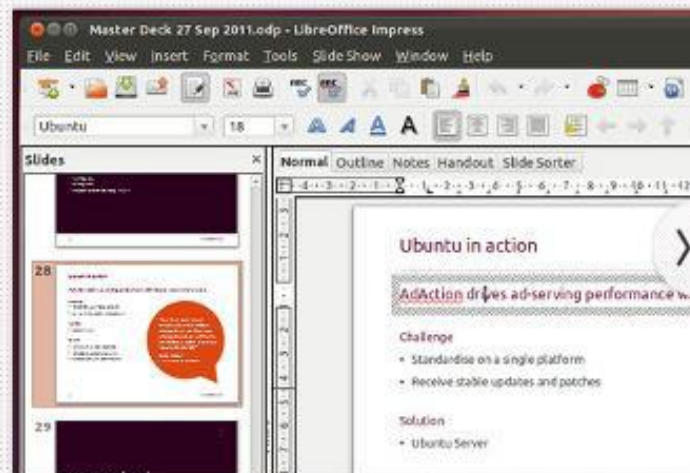 Master Deck 27 Sep 2011.odp - LibreOffice Impress
File Edit View Insert Format Tools Slide Show Window Help
Ubuntu 18
Slides
Normal Outline Notes Handout Slide Sorter
28
29
Ubuntu in action
AdAction drives ad-serving performance w
Challenge
• Standardise on a single platform
• Receive stable updates and patches
Solution
• Ubuntu Server